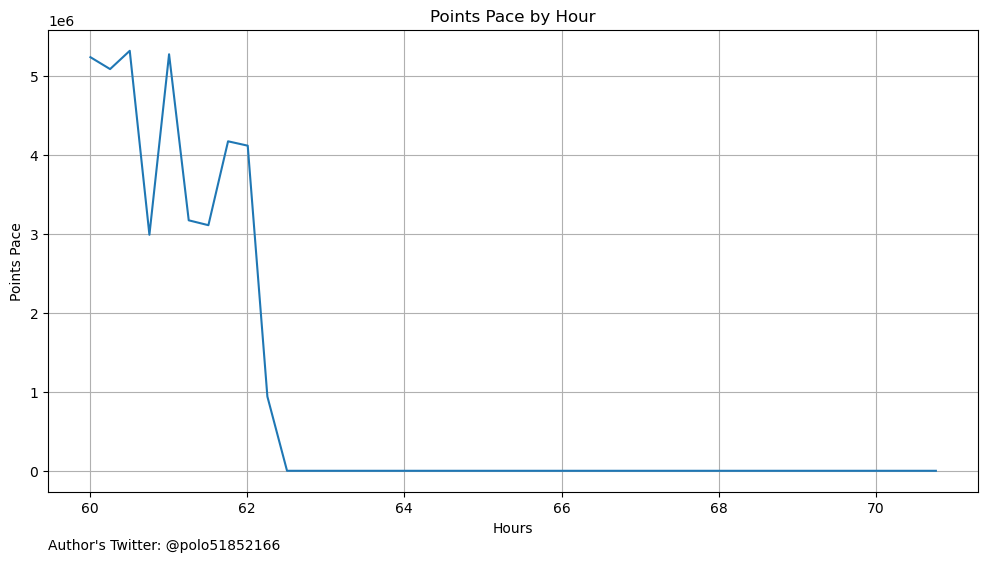 Points Pace by Hour
1e6
5
4
3
2
1
0
Points Pace
60 62 64 66 68 70
Hours
Author's Twitter: @polo51852166